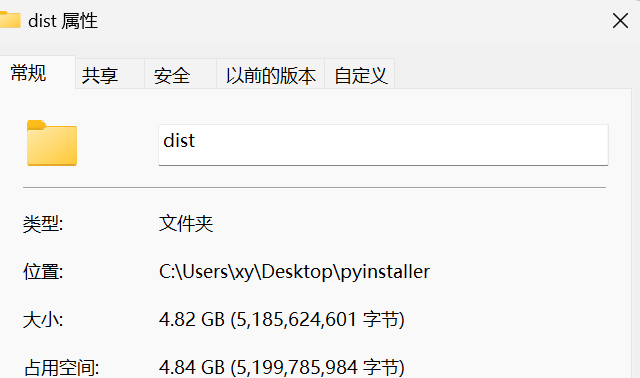 dist 属性
常规 共享 安全 以前的版本 自定义
dist
类型: 文件夹
位置: C:\Users\xy\Desktop\pyinstaller
大小: 4.82 GB (5,185,624,601 字节)
占用空间: 4.84 GB (5,199,785,984 字节)